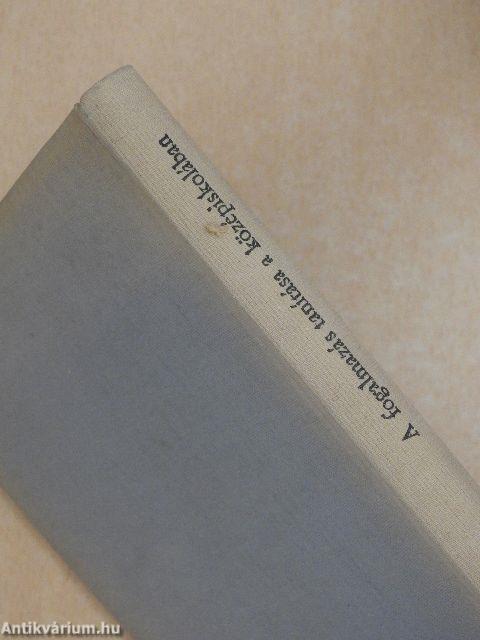 A fogalmazás tanítása a középiskolában
Antikvárium.hu